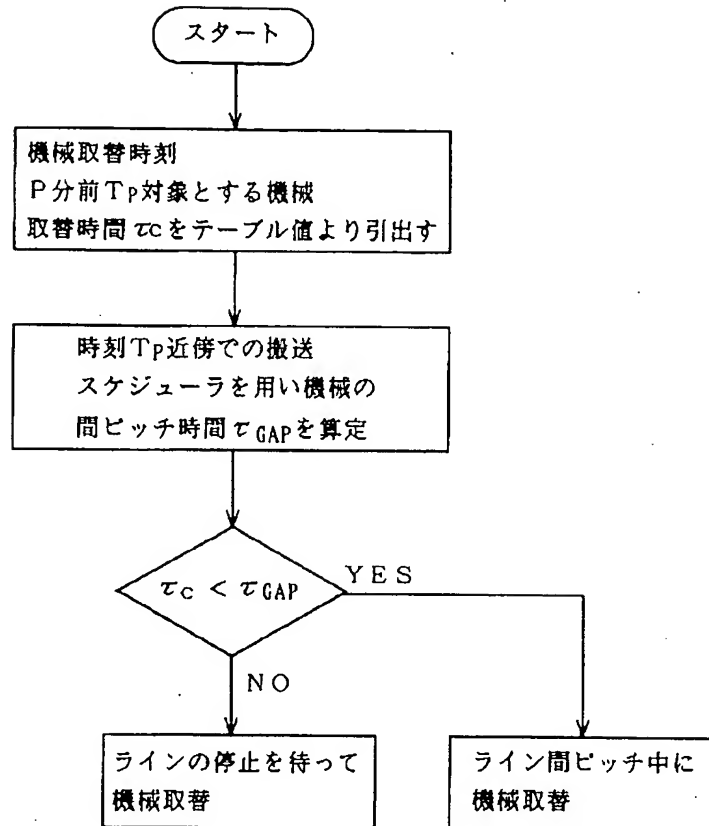 スタート
機械取替時刻
P分前TP対象とする機械
取替時間τCをテーブル値より引出す
時刻TP近傍での搬送
スケジューラを用い機械の
間ピッチ時間τGAPを算定
τC < τGAP
YES
NO
ラインの停止を待って
機械取替
ライン間ピッチ中に
機械取替